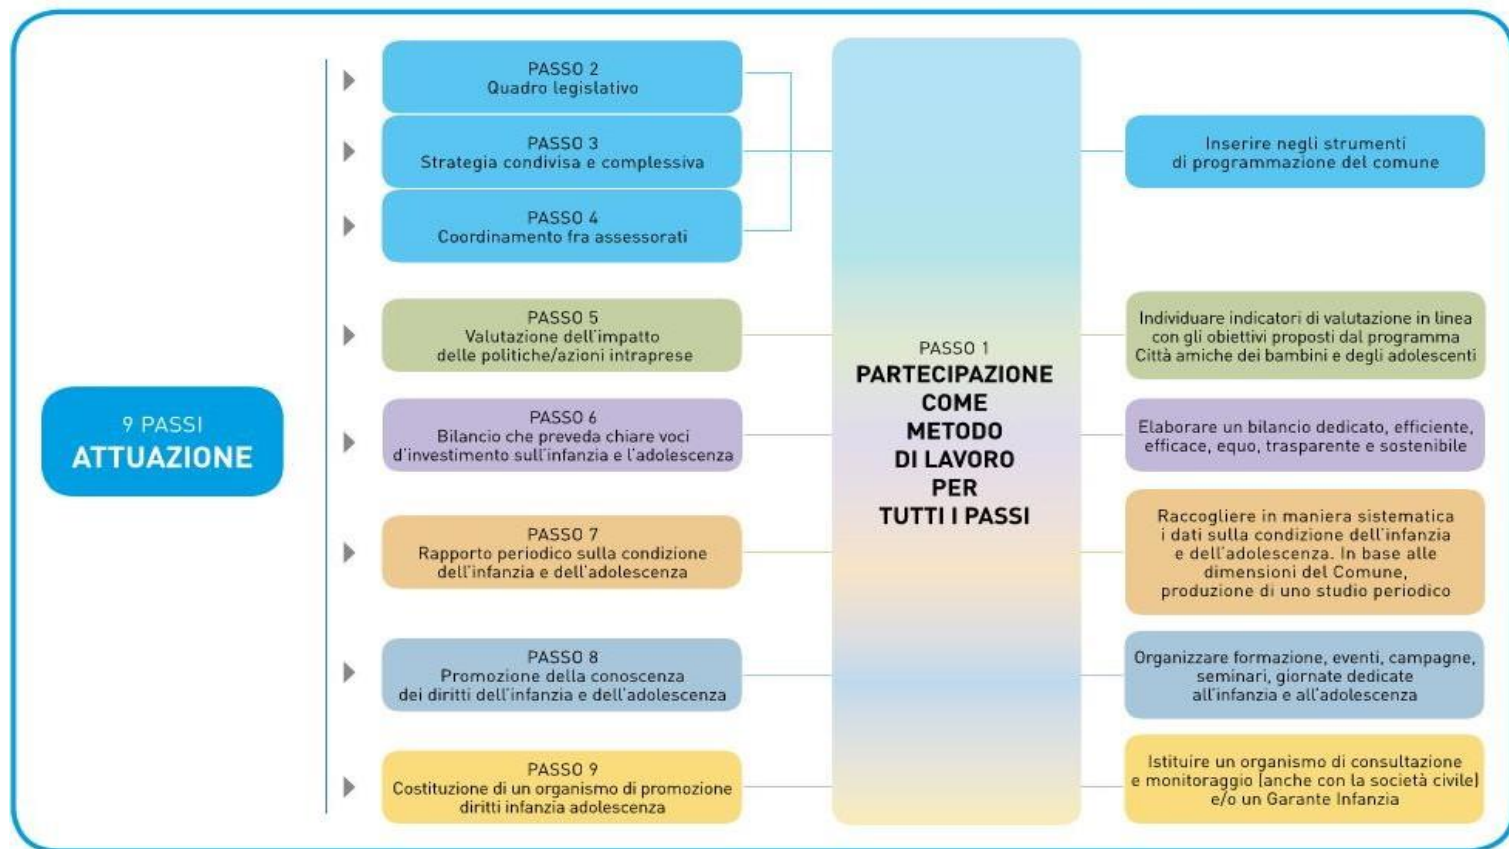 9 PASSI
ATTUAZIONE
PASSO 2
Quadro legislativo
PASSO 3
Strategia condivisa e complessiva
PASSO 4
Coordinamento fra assessorati
PASSO 5
Valutazione dell'impatto
delle politiche/azioni intraprese
PASSO 6
Bilancio che preveda chiare voci
d'investimento sull'infanzia e l'adolescenza
PASSO 7
Rapporto periodico sulla condizione
dell'infanzia e dell'adolescenza
PASSO 8
Promozione della conoscenza
dei diritti dell'infanzia e dell'adolescenza
PASSO 9
Costituzione di un organismo di promozione
diritti infanzia adolescenza
PASSO 1
PARTECIPAZIONE
COME
METODO
DI LAVORO
PER
TUTTI I PASSI
Inserire negli strumenti
di programmazione del comune
Individuare indicatori di valutazione in linea
con gli obiettivi proposti dal programma
Città amiche dei bambini e degli adolescenti
Elaborare un bilancio dedicato, efficiente,
efficace, equo, trasparente e sostenibile
Raccogliere in maniera sistematica
i dati sulla condizione dell'infanzia
e dell'adolescenza. In base alle
dimensioni del Comune,
produzione di uno studio periodico
Organizzare formazione, eventi, campagne,
seminari, giornate dedicate
all'infanzia e all'adolescenza
Istituire un organismo di consultazione
e monitoraggio (anche con la società civile)
e/o un Garante Infanzia